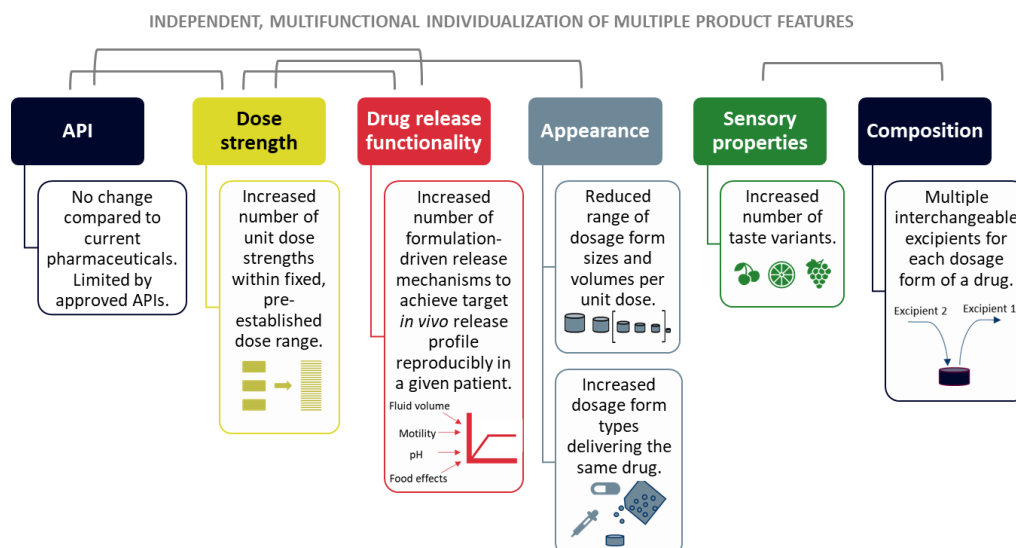 INDEPENDENT, MULTIFUNCTIONAL INDIVIDUALIZATION OF MULTIPLE PRODUCT FEATURES
API
No change
compared to
current
pharmaceuticals.
Limited by
approved APIs.
Dose
strength
Increased
number of
unit dose
strengths
within fixed,
pre-
established
dose range.
Drug release
functionality
Increased
number of
formulation-
driven release
mechanisms to
achieve target
in vivo release
profile
reproducibly in
a given patient.
Fluid volume
Motility
pH
Food effects
Appearance
Reduced
range of
dosage form
sizes and
volumes per
unit dose.
Increased
dosage form
types
delivering the
same drug.
Sensory
properties
Increased
number of
taste variants.
Composition
Multiple
interchangeable
excipients for
each dosage
form of a drug.
Excipient 2
Excipient 1